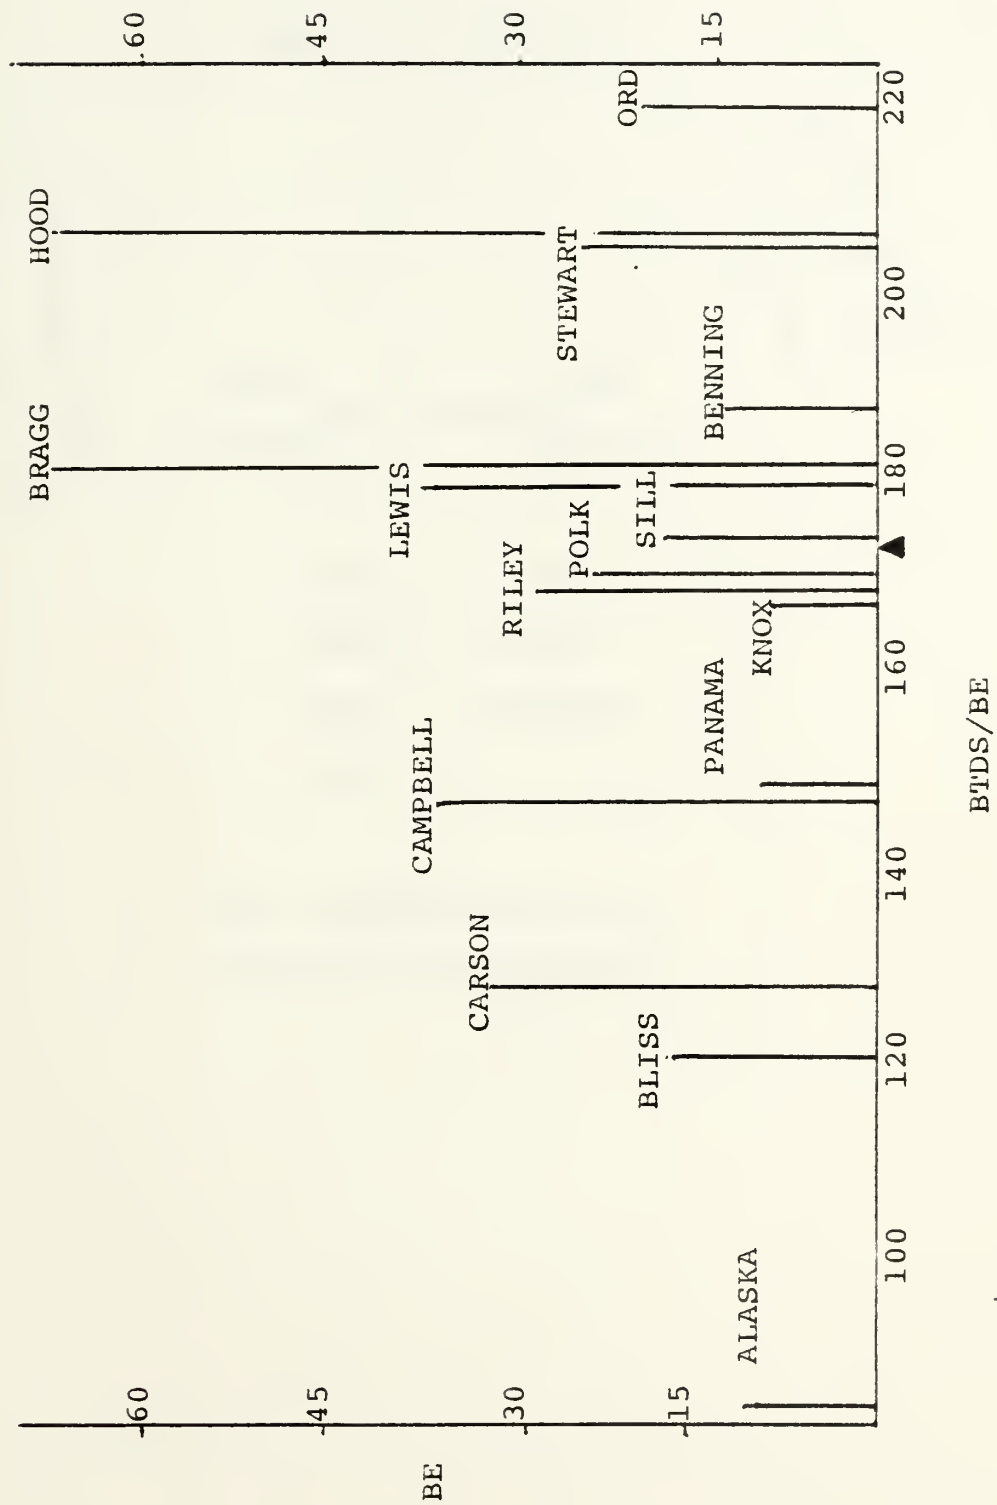 HOOD
BRAGG
LEWIS
STEWART
RILEY
POLK
SILL
ORD
CAMPBELL
CARSON
BLISS
PANAMA
KNOX
BENNING
ALASKA
BE
60
45
30
15
60
45
30
15
100
120
140
160
180
200
220
BTDS/BE